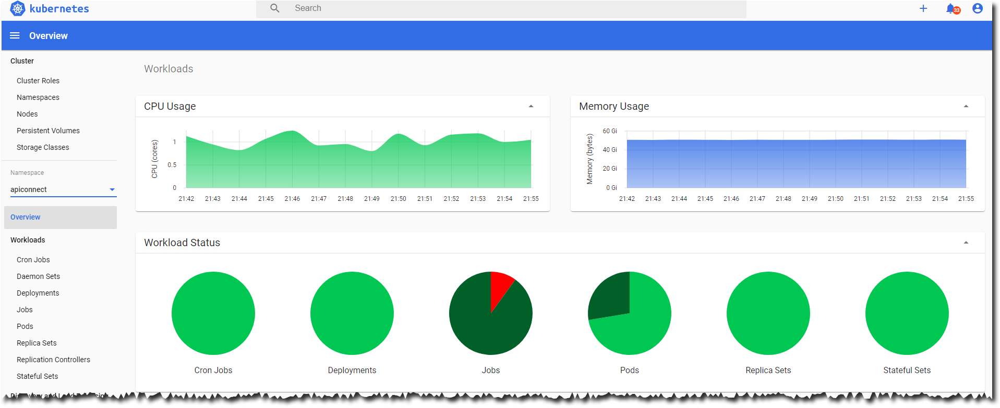 kubernetes
Search
33
Overview
Cluster
Cluster Roles
Namespaces
Nodes
Persistent Volumes
Storage Classes
Namespace
apiconnect
Overview
Workloads
Cron Jobs
Daemon Sets
Deployments
Jobs
Pods
Replica Sets
Replication Controllers
Stateful Sets
Workloads
CPU Usage
CPU (cores)
1
0.5
0
21:42 21:43 21:44 21:45 21:46 21:47 21:48 21:49 21:50 21:51 21:52 21:53 21:54 21:55
Memory Usage
Memory (bytes)
60 Gi
40 Gi
20 Gi
0 Gi
21:42 21:43 21:44 21:45 21:46 21:47 21:48 21:49 21:50 21:51 21:52 21:53 21:54 21:55
Workload Status
Cron Jobs
Deployments
Jobs
Pods
Replica Sets
Stateful Sets